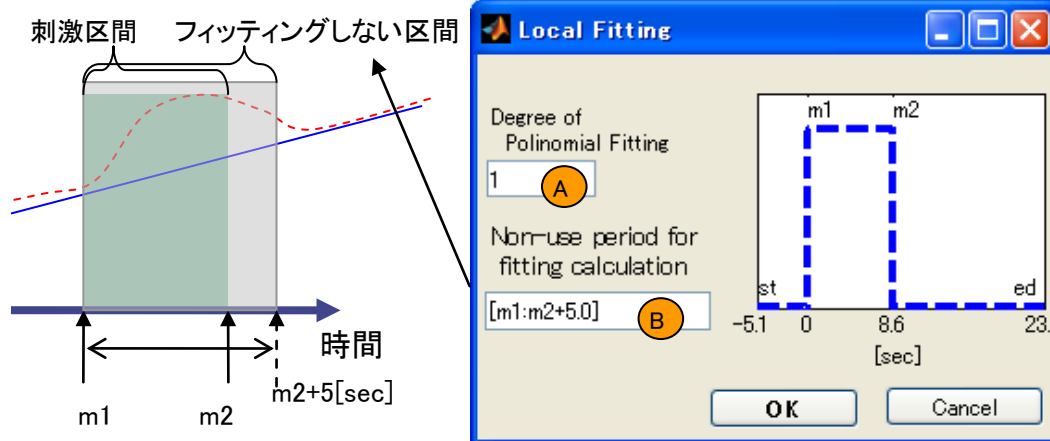 刺激区間
フィッティングしない区間
時間
m2+5[sec]
m1
m2
Local Fitting
Degree of
Polinomial Fitting
1
A
Non-use period for
fitting calculation
[m1:m2+5.0]
B
m1
m2
st
ed
-5.1
0
8.6
23.
[sec]
OK
Cancel